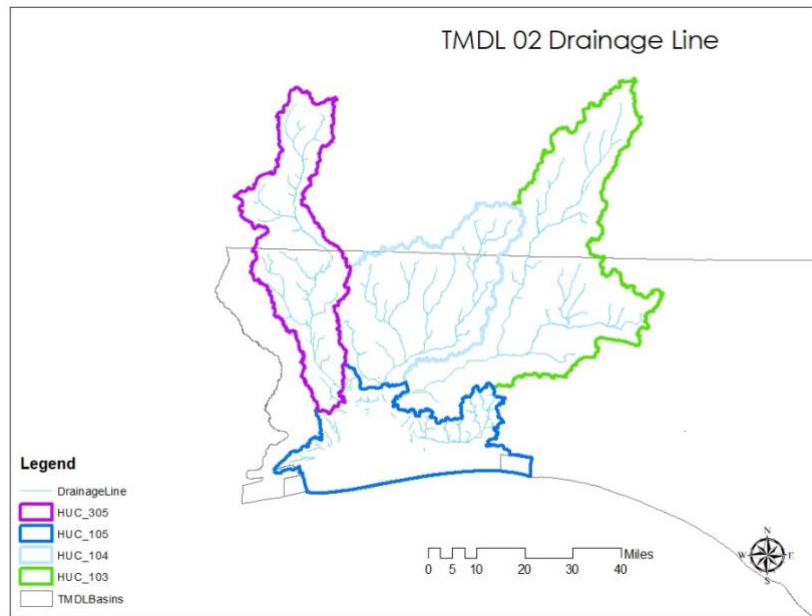 TMDL 02 Drainage Line
Legend
DrainageLine
HUC_305
HUC_105
HUC_104
HUC_103
TMDLBasins
Miles
0 5 10 20 30 40
N
W E
S